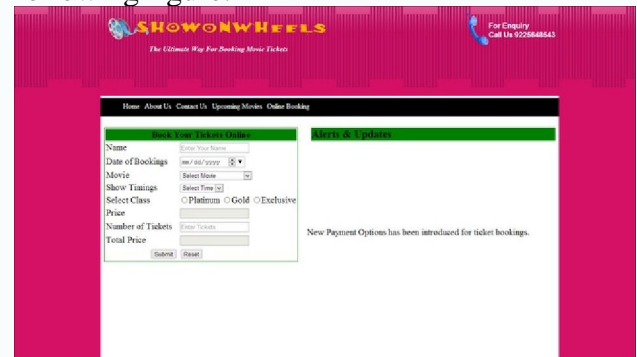 SHOWONWHEELS
The Ultimate Way For Booking Movie Tickets
For Enquiry
Call Us 9225648543
Home About Us Contact Us Upcoming Movies Online Booking
Book Your Tickets Online
Name Enter Your Name
Date of Bookings mm/dd/yyyy
Movie Select Movie
Show Timings Select Time
Select Class Platinum Gold Exclusive
Price
Number of Tickets Enter Tickets
Total Price
Submit Reset
Alerts & Updates
New Payment Options has been introduced for ticket bookings.